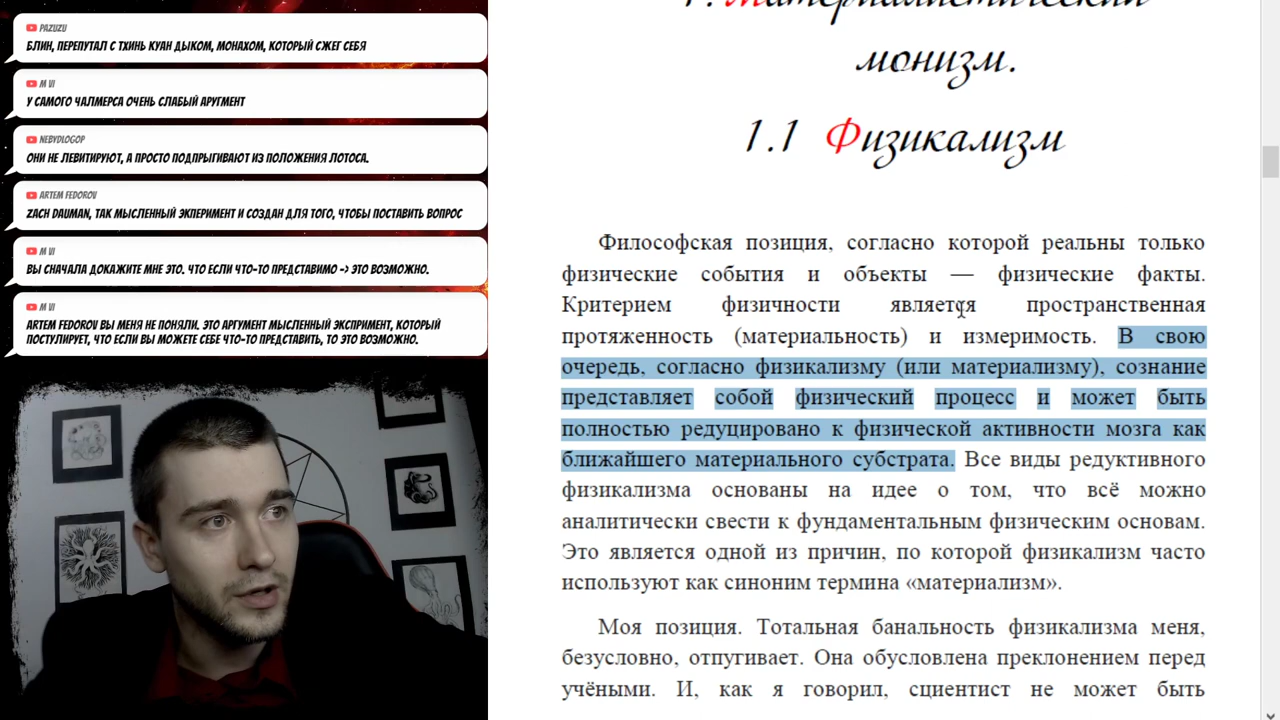 PAZUZU
БЛИН, ПЕРЕПУТАЛ С ТХИНЬ КУАН ДЫКОМ, МОНАХОМ, КОТОРЫЙ СЖЕГ СЕБЯ
M VI
У САМОГО ЧАЛМЕРСА ОЧЕНЬ СЛАБЫЙ АРУГМЕНТ
NEBYDLOGOP
ОНИ НЕ ЛЕВИТИРУЮТ, А ПРОСТО ПОДПРЫГИВАЮТ ИЗ ПОЛОЖЕНИЯ ЛОТОСА.
ARTEM FEDOROV
ZACH DAUMAN, ТАК МЫСЛЕННЫЙ ЭКПЕРИМЕНТ И СОЗДАН ДЛЯ ТОГО, ЧТОБЫ ПОСТАВИТЬ ВОПРОС
M VI
ВЫ СНАЧАЛА ДОКАЖИТЕ МНЕ ЭТО. ЧТО ЕСЛИ ЧТО-ТО ПРЕДСТАВИМО -> ЭТО ВОЗМОЖНО.
M VI
ARTEM FEDOROV ВЫ МЕНЯ НЕ ПОНЯЛИ. ЭТО АРГУМЕНТ МЫСЛЕННЫЙ ЭКСПРИМЕНТ, КОТОРЫЙ
ПОСТУЛИРУЕТ, ЧТО ЕСЛИ ВЫ МОЖЕТЕ СЕБЕ ЧТО-ТО ПРЕДСТАВИТЬ, ТО ЭТО ВОЗМОЖНО.
1. Материалистический
монизм.
1.1 Физикализм
Философская позиция, согласно которой реальны только
физические события и объекты — физические факты.
Критерием физичности является пространственная
протяженность (материальность) и измеримость. В свою
очередь, согласно физикализму (или материализму), сознание
представляет собой физический процесс и может быть
полностью редуцировано к физической активности мозга как
ближайшего материального субстрата. Все виды редуктивного
физикализма основаны на идее о том, что всё можно
аналитически свести к фундаментальным физическим основам.
Это является одной из причин, по которой физикализм часто
используют как синоним термина «материализм».
Моя позиция. Тотальная банальность физикализма меня,
безусловно, отпугивает. Она обусловлена преклонением перед
учёными. И, как я говорил, сциентист не может быть